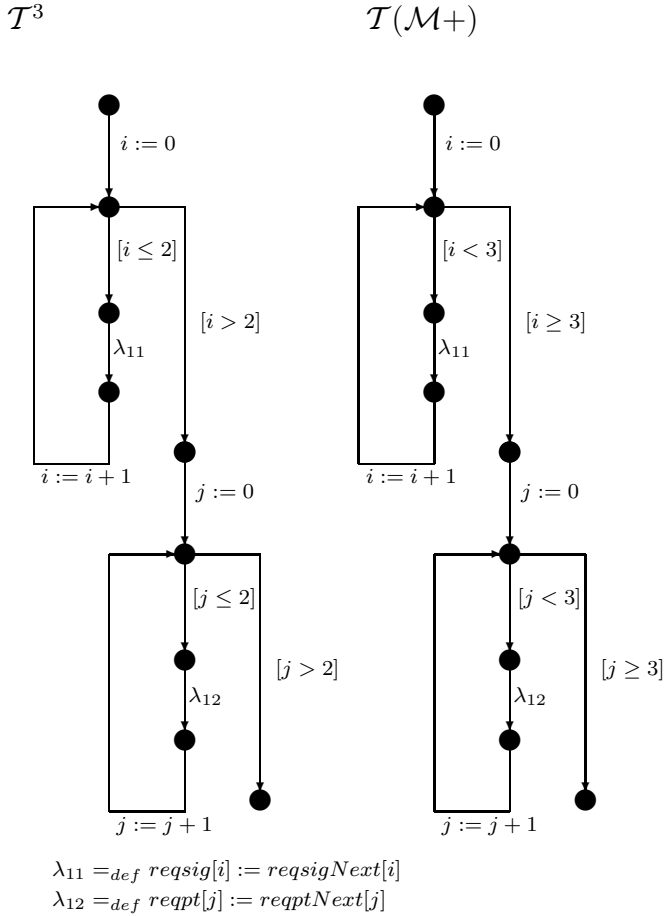 𝒯³ 𝒯(ℳ+)
i := 0 i := 0
[i ≤ 2] [i < 3]
[i > 2] [i ≥ 3]
λ₁₁ λ₁₁
i := i + 1 i := i + 1
j := 0 j := 0
[j ≤ 2] [j < 3]
[j > 2] [j ≥ 3]
λ₁₂ λ₁₂
j := j + 1 j := j + 1
λ₁₁ =def reqsig[i] := reqsigNext[i]
λ₁₂ =def reqpt[j] := reqptNext[j]